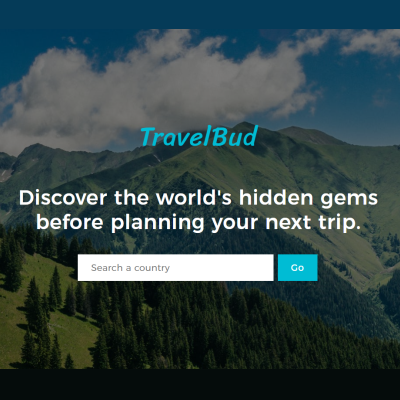 TravelBud
Discover the world's hidden gems
before planning your next trip.
Search a country
Go